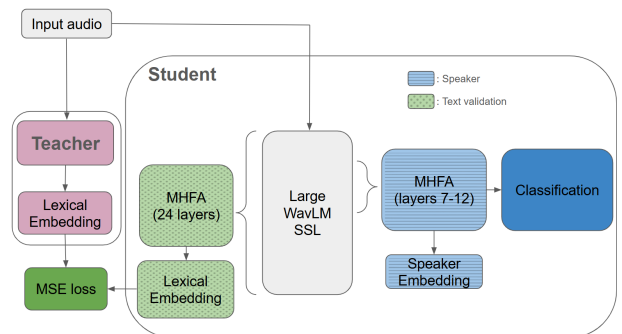 Input audio
Student
: Speaker
: Text validation
Teacher
Lexical
Embedding
MSE loss
MHFA
(24 layers)
Lexical
Embedding
Large
WavLM
SSL
MHFA
(layers 7-12)
Speaker
Embedding
Classification